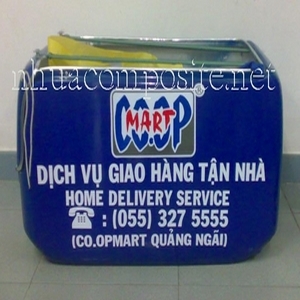 nhuacomposite.net
CO.OP
MART
DỊCH VỤ GIAO HÀNG TẬN NHÀ
HOME DELIVERY SERVICE
☎ : (055) 327 5555
(CO.OPMART QUẢNG NGÃI)